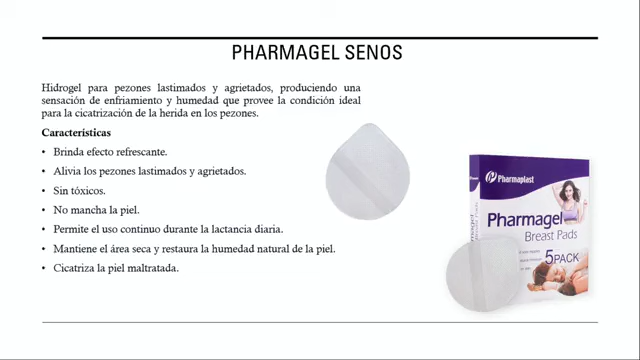 PHARMAGEL SENOS
Hidrogel para pezones lastimados y agrietados, produciendo una
sensación de enfriamiento y humedad que provee la condición ideal
para la cicatrización de la herida en los pezones.
Características
• Brinda efecto refrescante.
• Alivia los pezones lastimados y agrietados.
• Sin tóxicos.
• No mancha la piel.
• Permite el uso continuo durante la lactancia diaria.
• Mantiene el área seca y restaura la humedad natural de la piel.
• Cicatriza la piel maltratada.
Pharmaplast
Pharmagel
Breast Pads
5 PACK